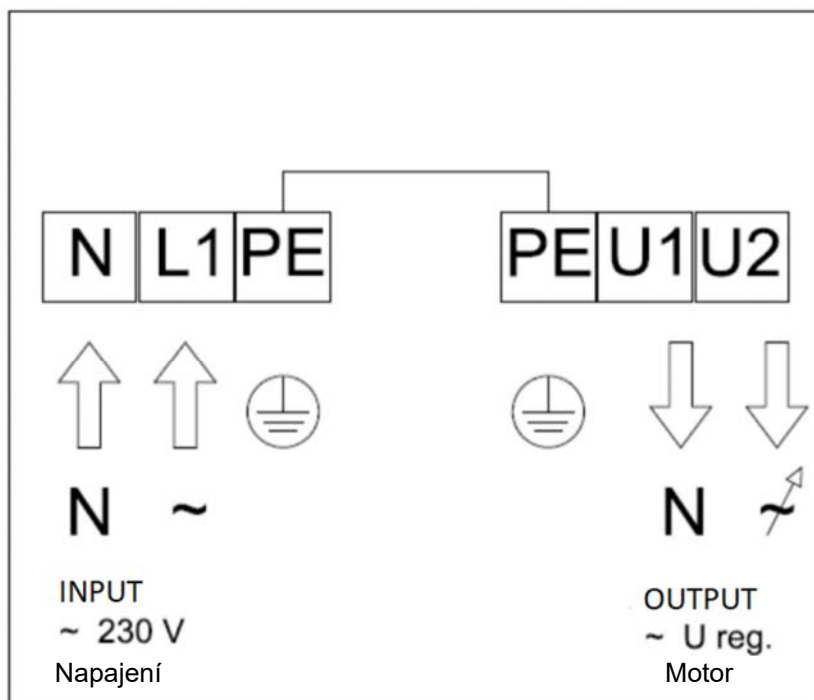 N L1 PE PE U1 U2
N ~ N ~
INPUT OUTPUT
~ 230 V ~ U reg.
Napajení Motor